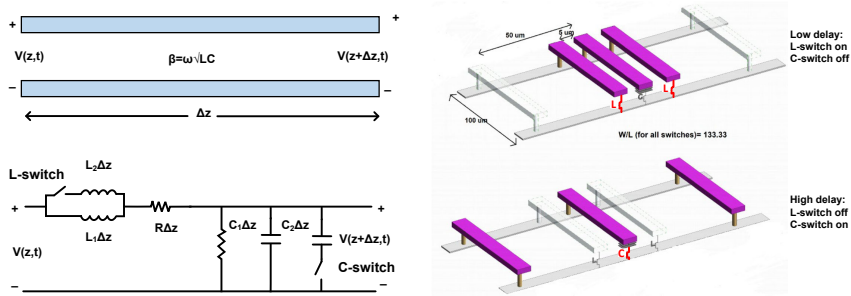 + +
V(z,t) β=ω√LC V(z+Δz,t)
− −
Δz
L-switch
L₂Δz
+ +
L₁Δz
RΔz
C₁Δz
C₂Δz
V(z,t)
V(z+Δz,t)
C-switch
− −
50 um
6 um
100 um
L
C
L
W/L (for all switches)= 133.33
Low delay:
L-switch on
C-switch off
L
C
L
High delay:
L-switch off
C-switch on